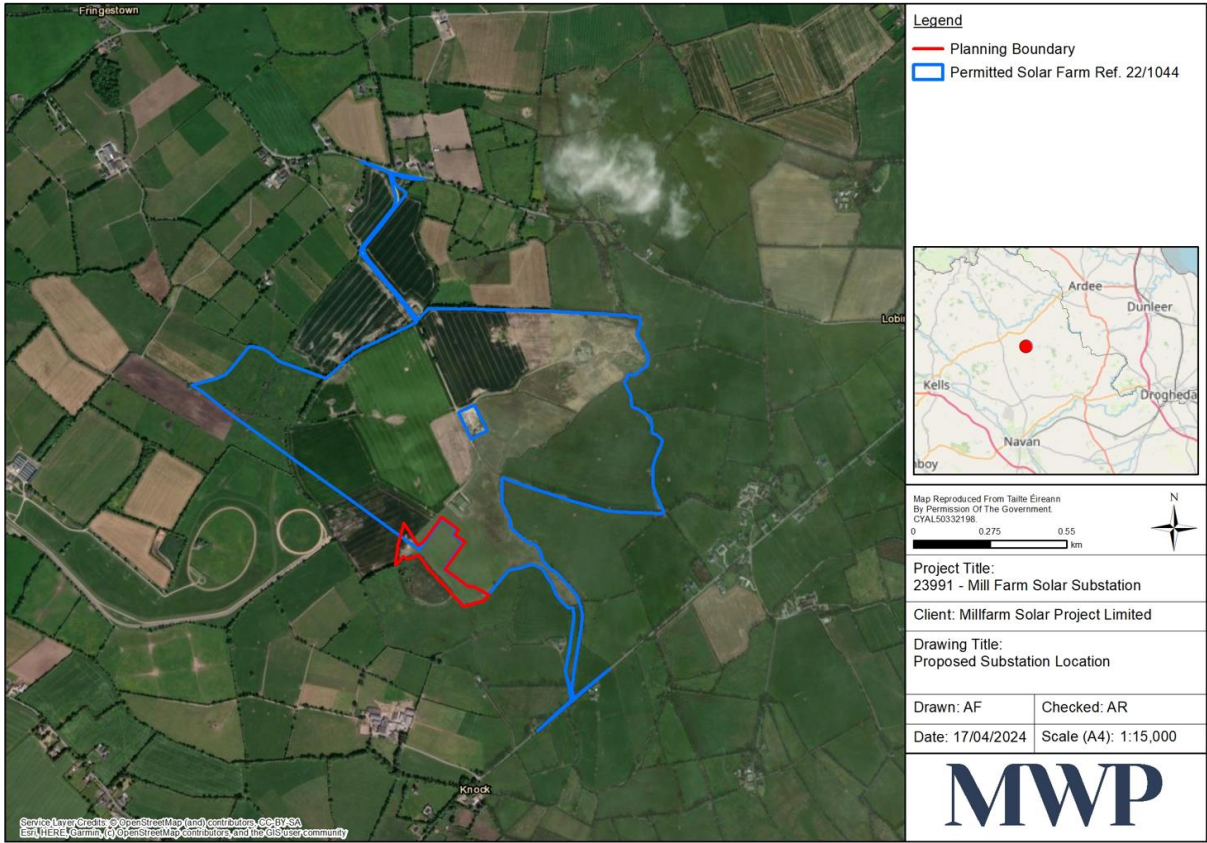 Fringestown
Lobin
Knock
Service Layer Credits: © OpenStreetMap (and) contributors, CC-BY-SA
Esri, HERE, Garmin, (c) OpenStreetMap contributors, and the GIS user community
Legend
Planning Boundary
Permitted Solar Farm Ref. 22/1044
Ardee
Dunleer
Kells
Drogheda
Navan
nboy
Map Reproduced From Tailte Éireann
By Permission Of The Government.
CYAL50332198.
N
0 0.275 0.55
km
Project Title:
23991 - Mill Farm Solar Substation
Client: Millfarm Solar Project Limited
Drawing Title:
Proposed Substation Location
Drawn: AF
Checked: AR
Date: 17/04/2024
Scale (A4): 1:15,000
MWP